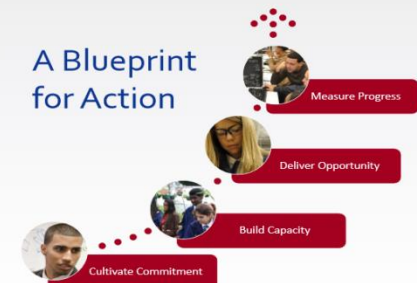 A Blueprint
for Action
Measure Progress
Deliver Opportunity
Build Capacity
Cultivate Commitment